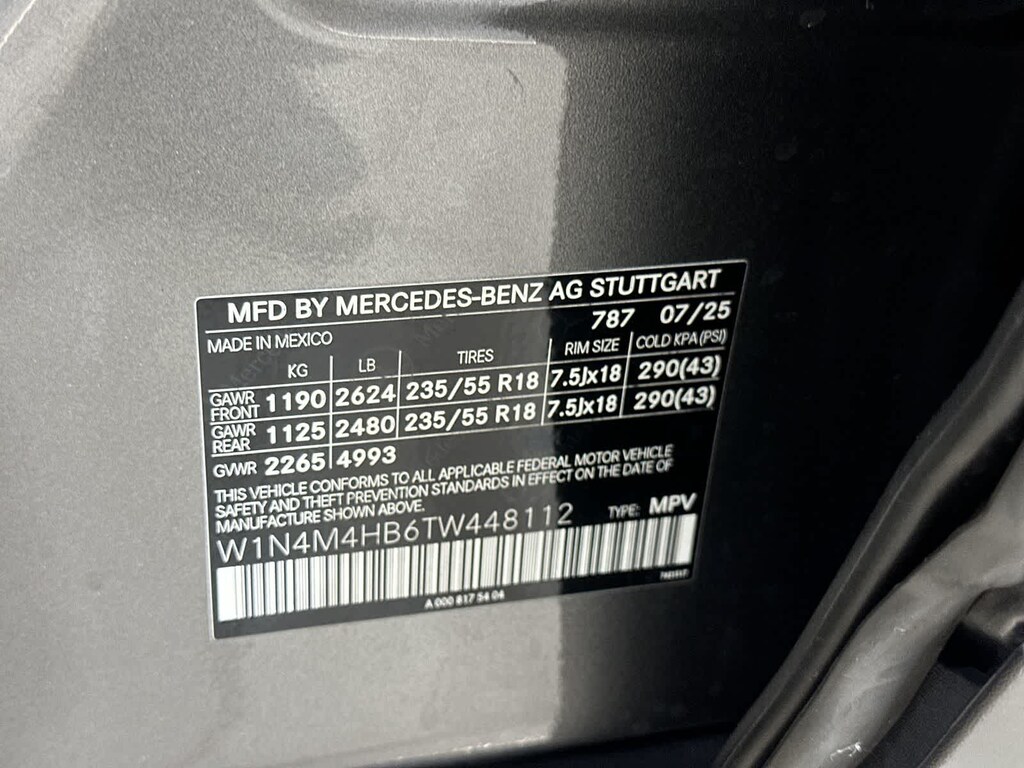 MFD BY MERCEDES-BENZ AG STUTTGART
MADE IN MEXICO 787 07/25
KG LB TIRES RIM SIZE COLD KPA (PSI)
GAWR FRONT 1190 2624 235/55 R18 7.5Jx18 290(43)
GAWR REAR 1125 2480 235/55 R18 7.5Jx18 290(43)
GVWR 2265 4993
THIS VEHICLE CONFORMS TO ALL APPLICABLE FEDERAL MOTOR VEHICLE
SAFETY AND THEFT PREVENTION STANDARDS IN EFFECT ON THE DATE OF
MANUFACTURE SHOWN ABOVE.
W1N4M4HB6TW448112 TYPE: MPV
A 000 817 54 04